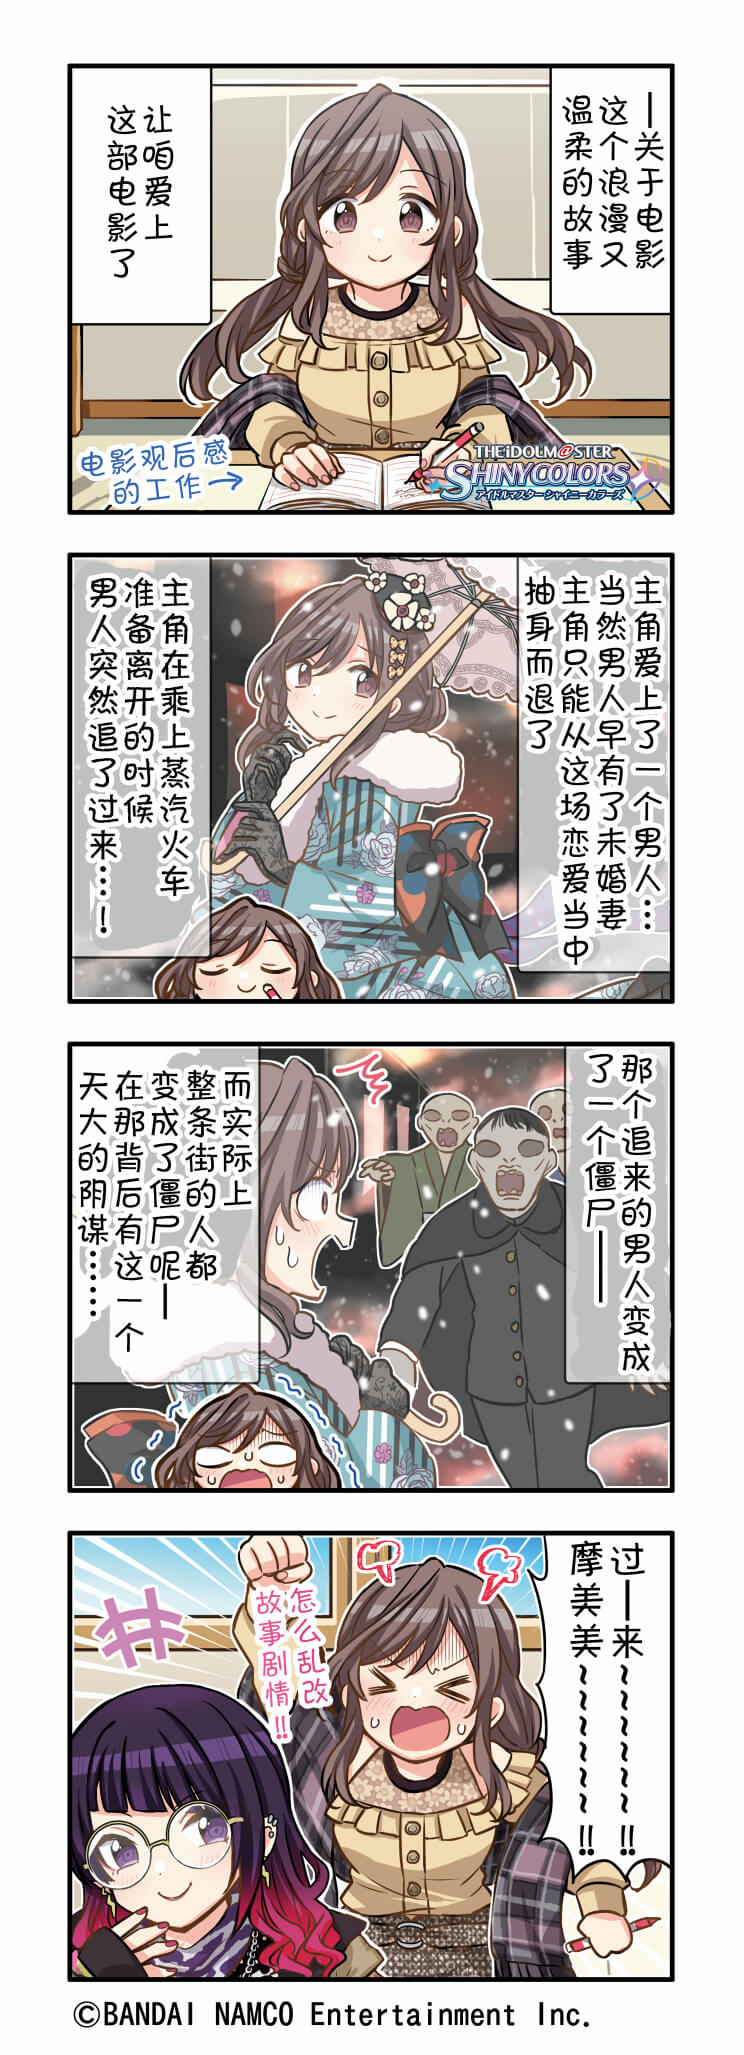 ー关于电影
这个浪漫又
温柔的故事
让咱爱上
这部电影了
电影观后感
的工作→
THE iDOLM@STER
SHINYCOLORS
アイドルマスター シャイニーカラーズ
主角爱上了一个男人…
当然男人早有了未婚妻
主角只能从这场恋爱当中
抽身而退了
主角在乘上蒸汽火车
准备离开的时候
男人突然追了过来…!
那个追来的男人变成
了一个僵尸——
而实际上
整条街的人都
变成了僵尸呢—
在那背后有这一个
天大的阴谋……
过—来~~~~~~!!
摩美美~~~~~~!!
怎么乱改
故事剧情!!
©BANDAI NAMCO Entertainment Inc.